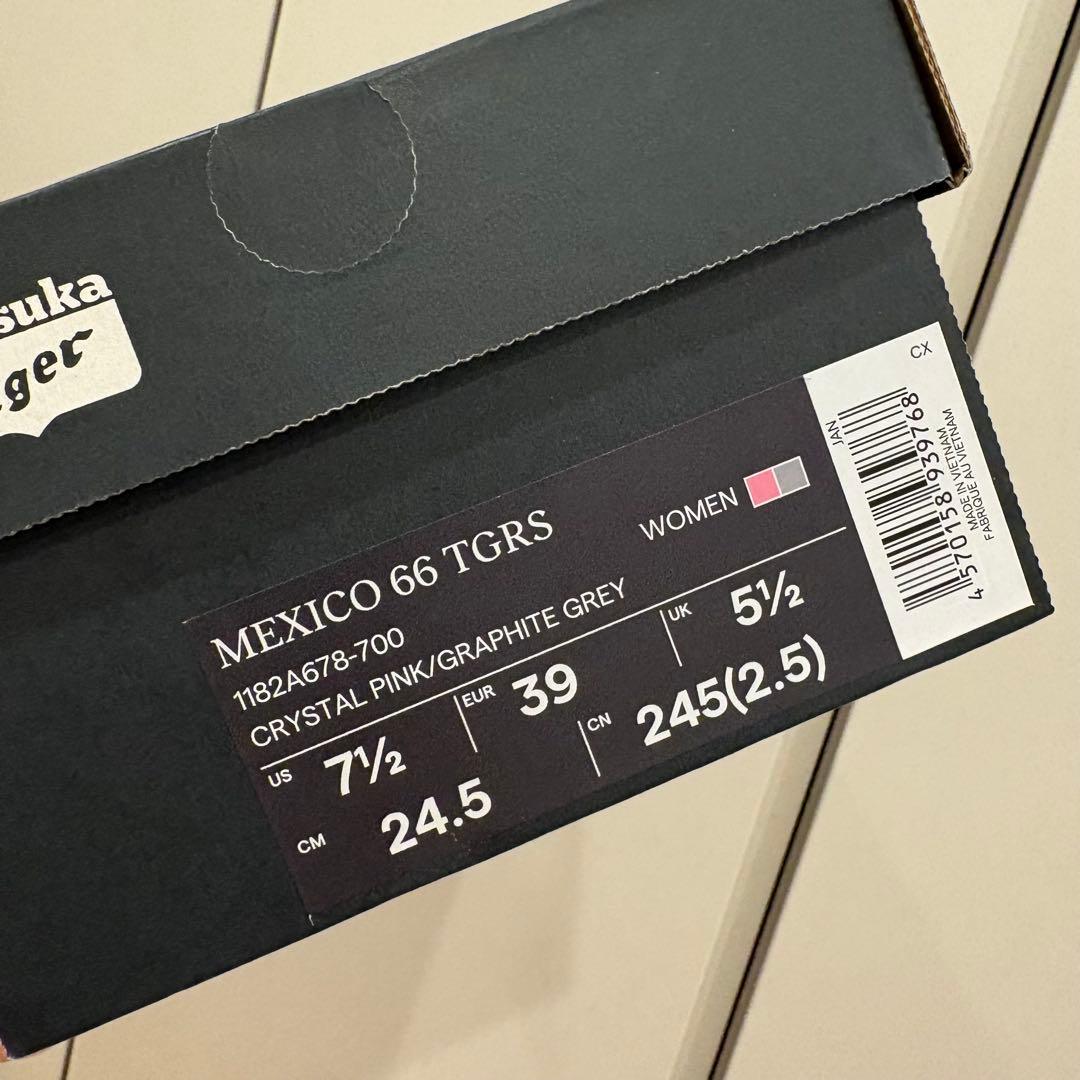 suka
ger
MEXICO 66 TGRS
WOMEN
1182A678-700
CRYSTAL PINK/GRAPHITE GREY
US 7½
EUR 39
UK 5½
CM 24.5
CN 245(2.5)
CX
JAN
4 570158 939768
MADE IN VIETNAM
FABRIQUE AU VIETNAM